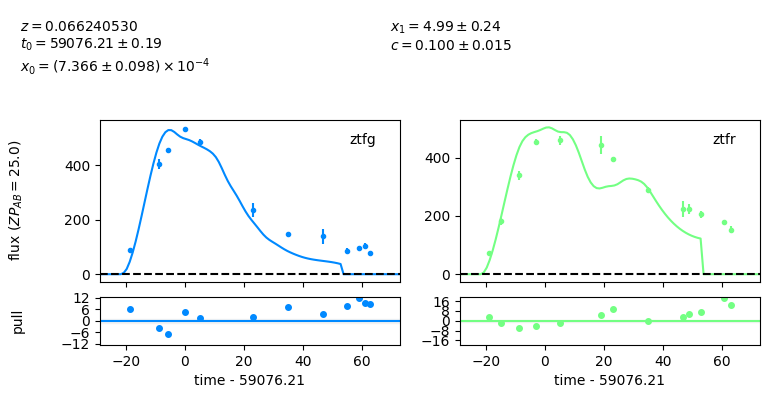 z = 0.066240530
t₀ = 59076.21 ± 0.19
x₀ = (7.366 ± 0.098) × 10⁻⁴
x₁ = 4.99 ± 0.24
c = 0.100 ± 0.015
flux (ZP_AB = 25.0)
ztfg
400
200
0
ztfr
400
200
0
pull
12
6
0
−6
−12
16
8
0
−8
−16
−20 0 20 40 60
−20 0 20 40 60
time - 59076.21
time - 59076.21